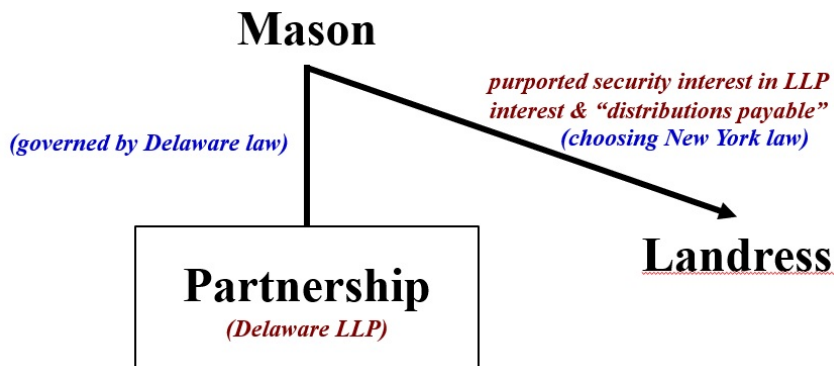 Mason
purported security interest in LLP
interest & “distributions payable”
(choosing New York law)
(governed by Delaware law)
Landress
Partnership
(Delaware LLP)